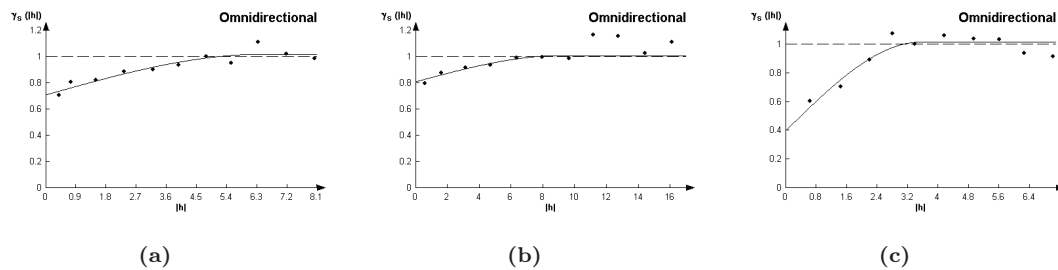 γS (|h|)
Omnidirectional
1.2
1
0.8
0.6
0.4
0.2
0
0 0.9 1.8 2.7 3.6 4.5 5.4 6.3 7.2 8.1
|h|
(a)
γS (|h|)
Omnidirectional
1.2
1
0.8
0.6
0.4
0.2
0
0 2 4 6 8 10 12 14 16
|h|
(b)
γS (|h|)
Omnidirectional
1
0.8
0.6
0.4
0.2
0
0 0.8 1.6 2.4 3.2 4 4.8 5.6 6.4
|h|
(c)